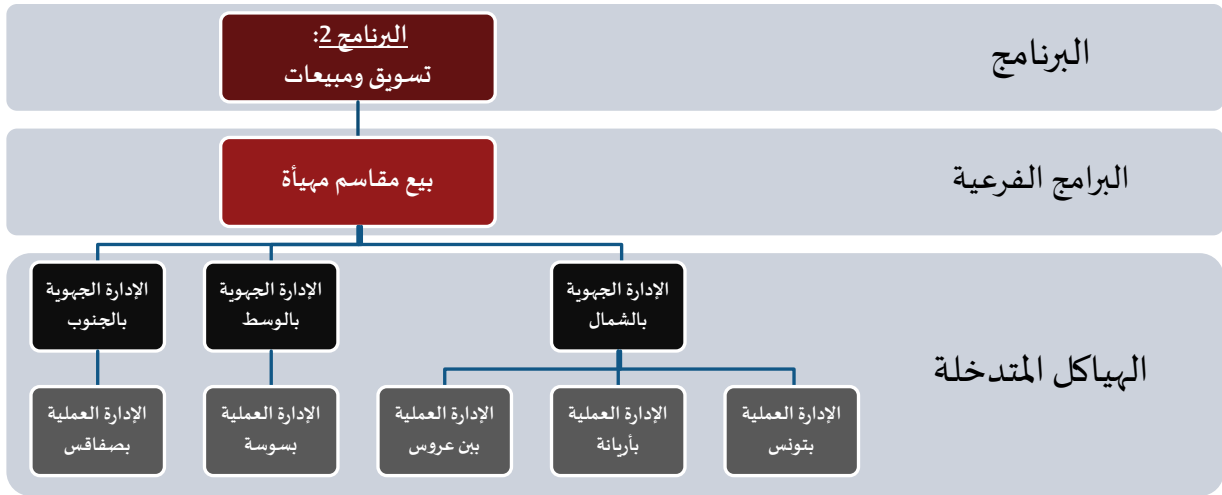 البرنامج
البرنامج 2:
تسويق ومبيعات
البرامج الفرعية
بيع مقاسم مهيأة
الهياكل المتدخلة
الإدارة الجهوية
بالشمال
الإدارة الجهوية
بالوسط
الإدارة الجهوية
بالجنوب
الإدارة العملية
بتونس
الإدارة العملية
بأريانة
الإدارة العملية
ببن عروس
الإدارة العملية
بسوسة
الإدارة العملية
بصفاقس